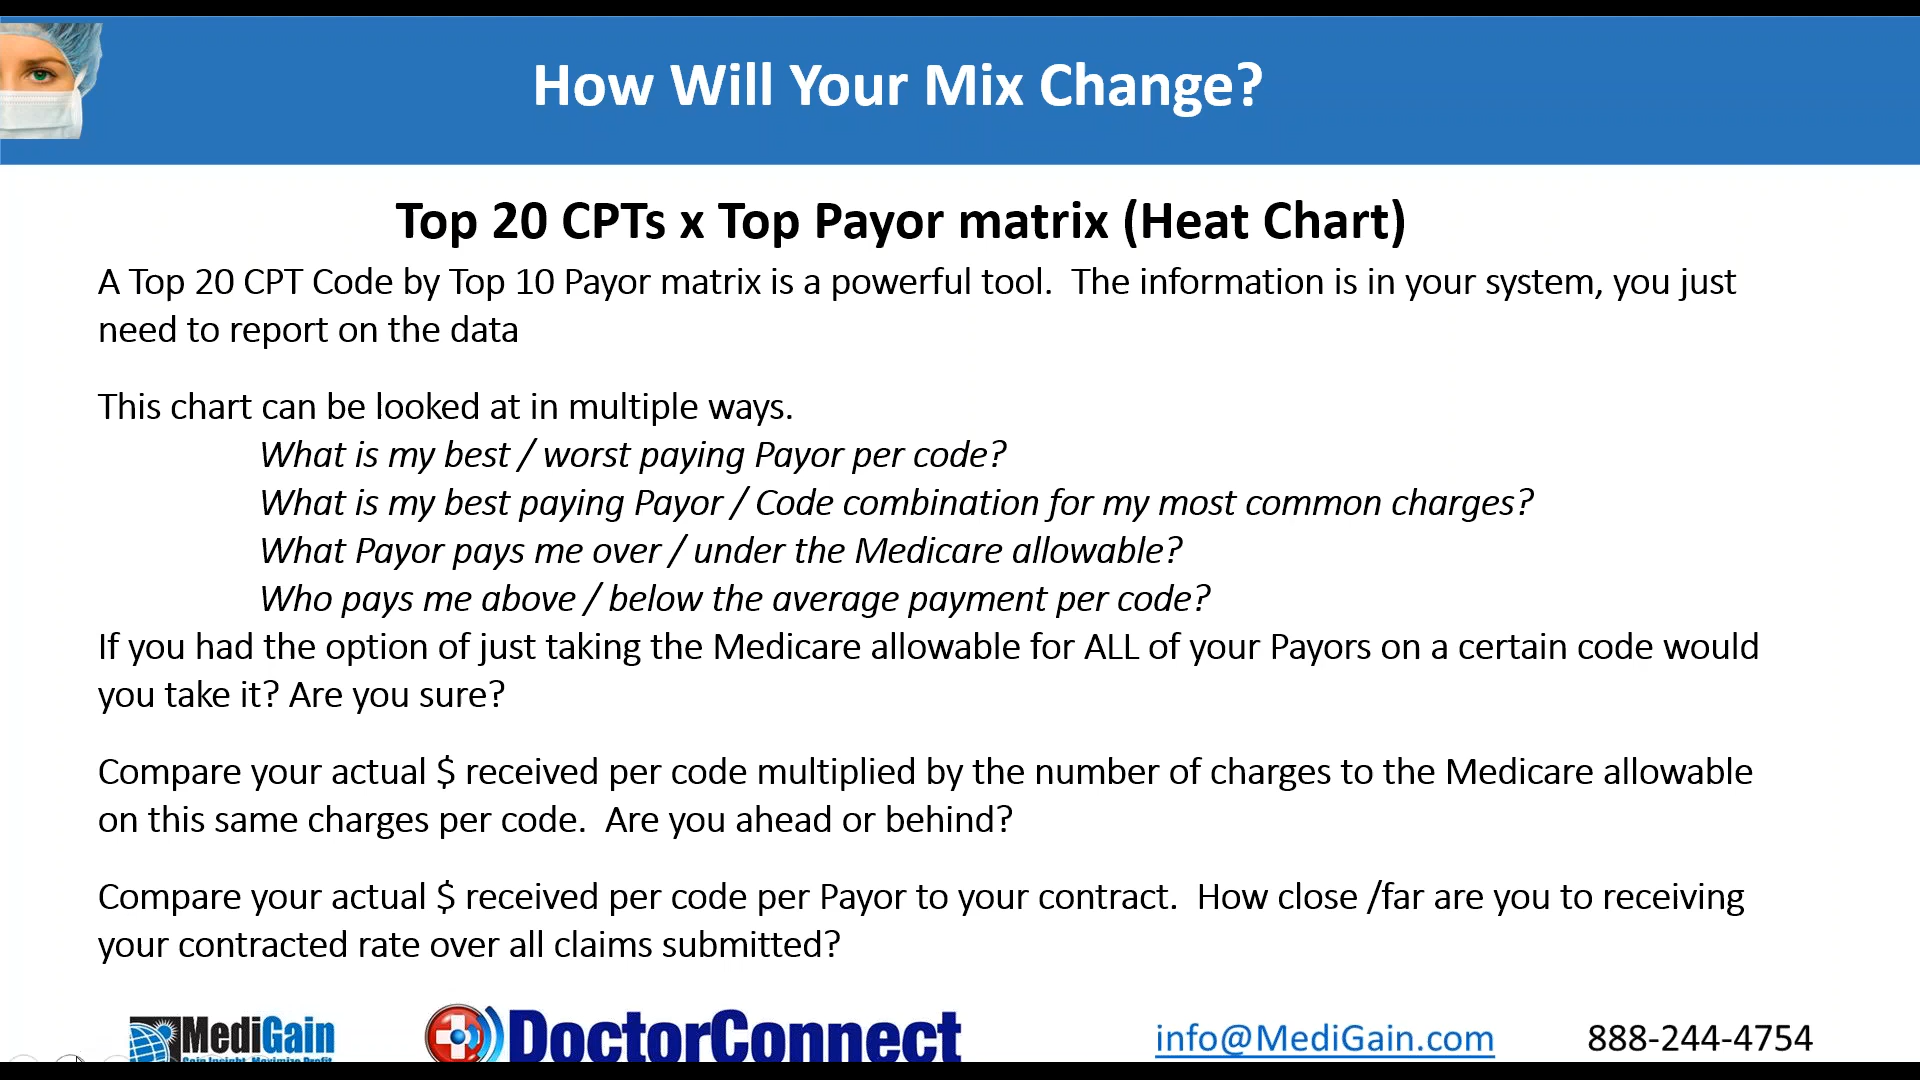 How Will Your Mix Change?
Top 20 CPTs x Top Payor matrix (Heat Chart)
A Top 20 CPT Code by Top 10 Payor matrix is a powerful tool.  The information is in your system, you just
need to report on the data
This chart can be looked at in multiple ways.
What is my best / worst paying Payor per code?
What is my best paying Payor / Code combination for my most common charges?
What Payor pays me over / under the Medicare allowable?
Who pays me above / below the average payment per code?
If you had the option of just taking the Medicare allowable for ALL of your Payors on a certain code would
you take it? Are you sure?
Compare your actual $ received per code multiplied by the number of charges to the Medicare allowable
on this same charges per code.  Are you ahead or behind?
Compare your actual $ received per code per Payor to your contract.  How close /far are you to receiving
your contracted rate over all claims submitted?
MediGain
Gain Insight. Maximize Profit
DoctorConnect
info@MediGain.com
888-244-4754